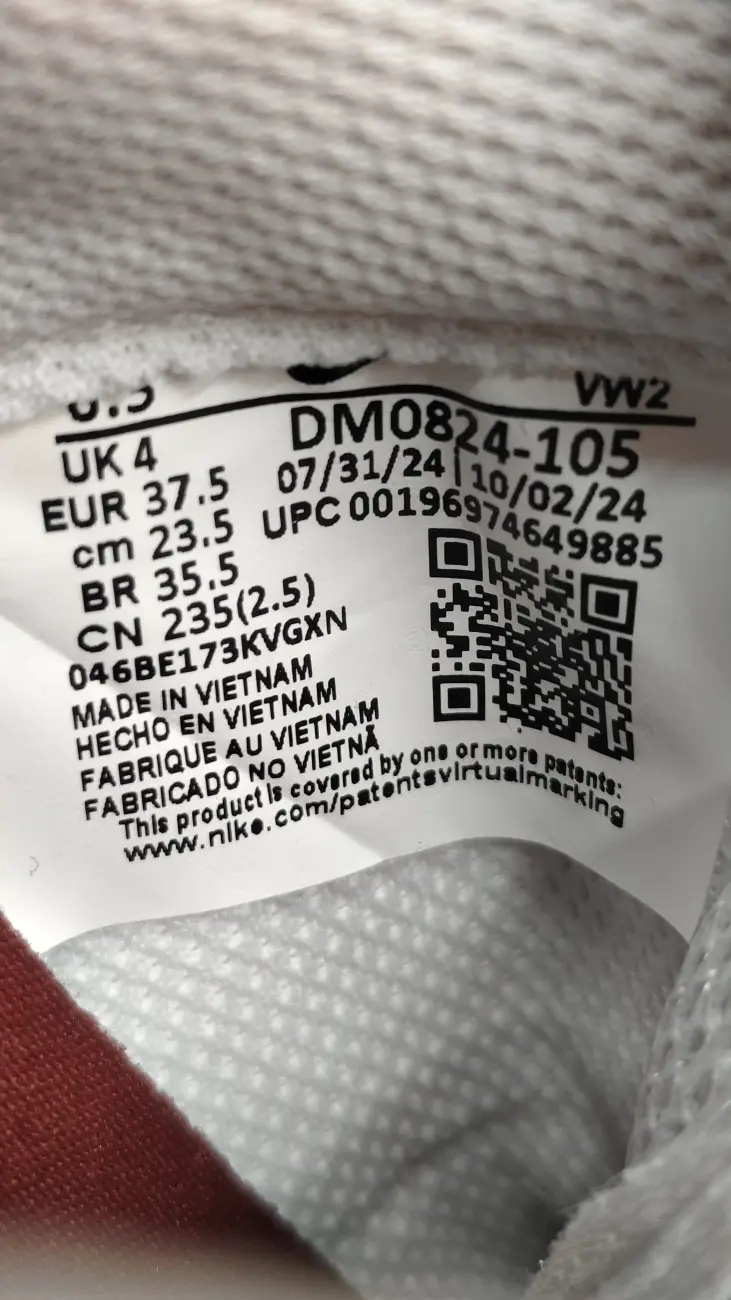 VW2
UK 4
EUR 37.5
cm 23.5
BR 35.5
CN 235(2.5)
DM0824-105
07/31/24 | 10/02/24
UPC 00196974649885
046BE173KVGXN
MADE IN VIETNAM
HECHO EN VIETNAM
FABRIQUE AU VIETNAM
FABRICADO NO VIETNÃ
This product is covered by one or more patents:
www.nike.com/patentsvirtualmarking